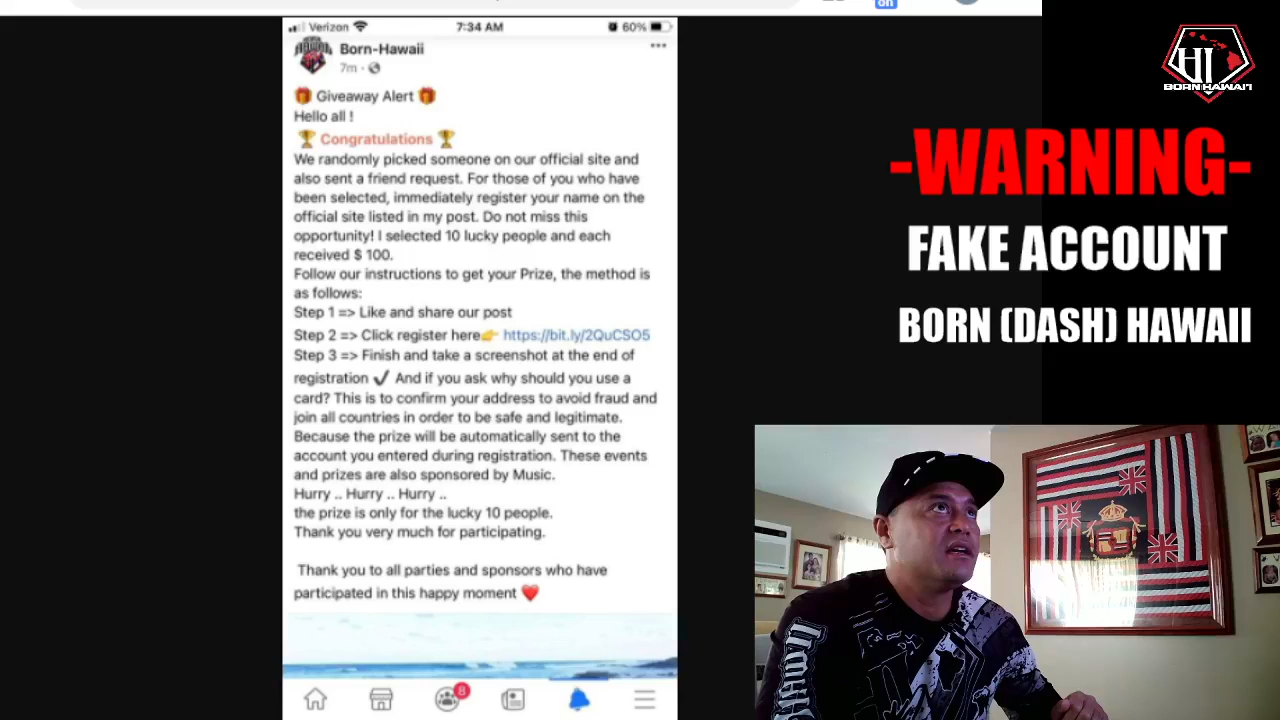 on
Verizon
7:34 AM
60%
Born-Hawaii
7m ·
Giveaway Alert
Hello all !
Congratulations
We randomly picked someone on our official site and
also sent a friend request. For those of you who have
been selected, immediately register your name on the
official site listed in my post. Do not miss this
opportunity! I selected 10 lucky people and each
received $ 100.
Follow our instructions to get your Prize, the method is
as follows:
Step 1 => Like and share our post
Step 2 => Click register here👉 https://bit.ly/2QuCSO5
Step 3 => Finish and take a screenshot at the end of
registration ✔ And if you ask why should you use a
card? This is to confirm your address to avoid fraud and
join all countries in order to be safe and legitimate.
Because the prize will be automatically sent to the
account you entered during registration. These events
and prizes are also sponsored by Music.
Hurry .. Hurry .. Hurry ..
the prize is only for the lucky 10 people.
Thank you very much for participating.
Thank you to all parties and sponsors who have
participated in this happy moment ❤
8
HI
BORN HAWAI'I
-WARNING-
FAKE ACCOUNT
BORN (DASH) HAWAII